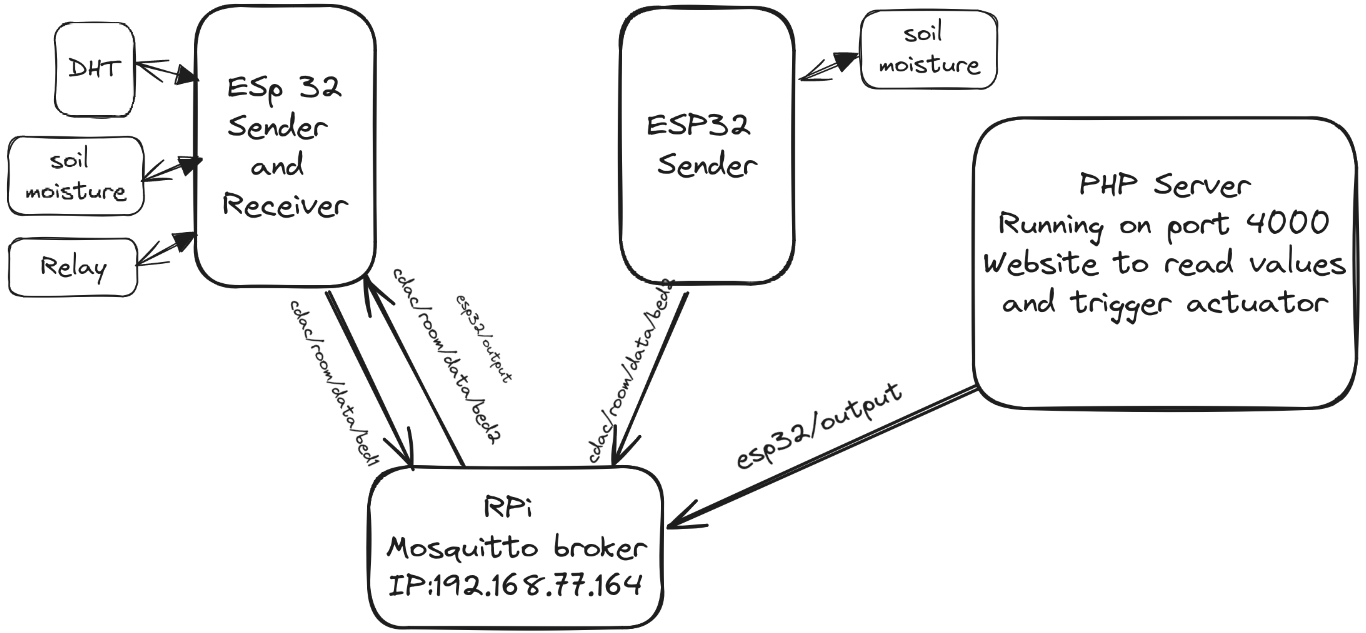 DHT
soil
moisture
Relay
ESp 32
Sender
and
Receiver
ESP32
Sender
soil
moisture
PHP Server
Running on port 4000
Website to read values
and trigger actuator
cdac/room/data/bed1
cdac/room/data/bed2
esp32/output
cdac/room/data/bed2
esp32/output
RPi
Mosquitto broker
IP:192.168.77.164